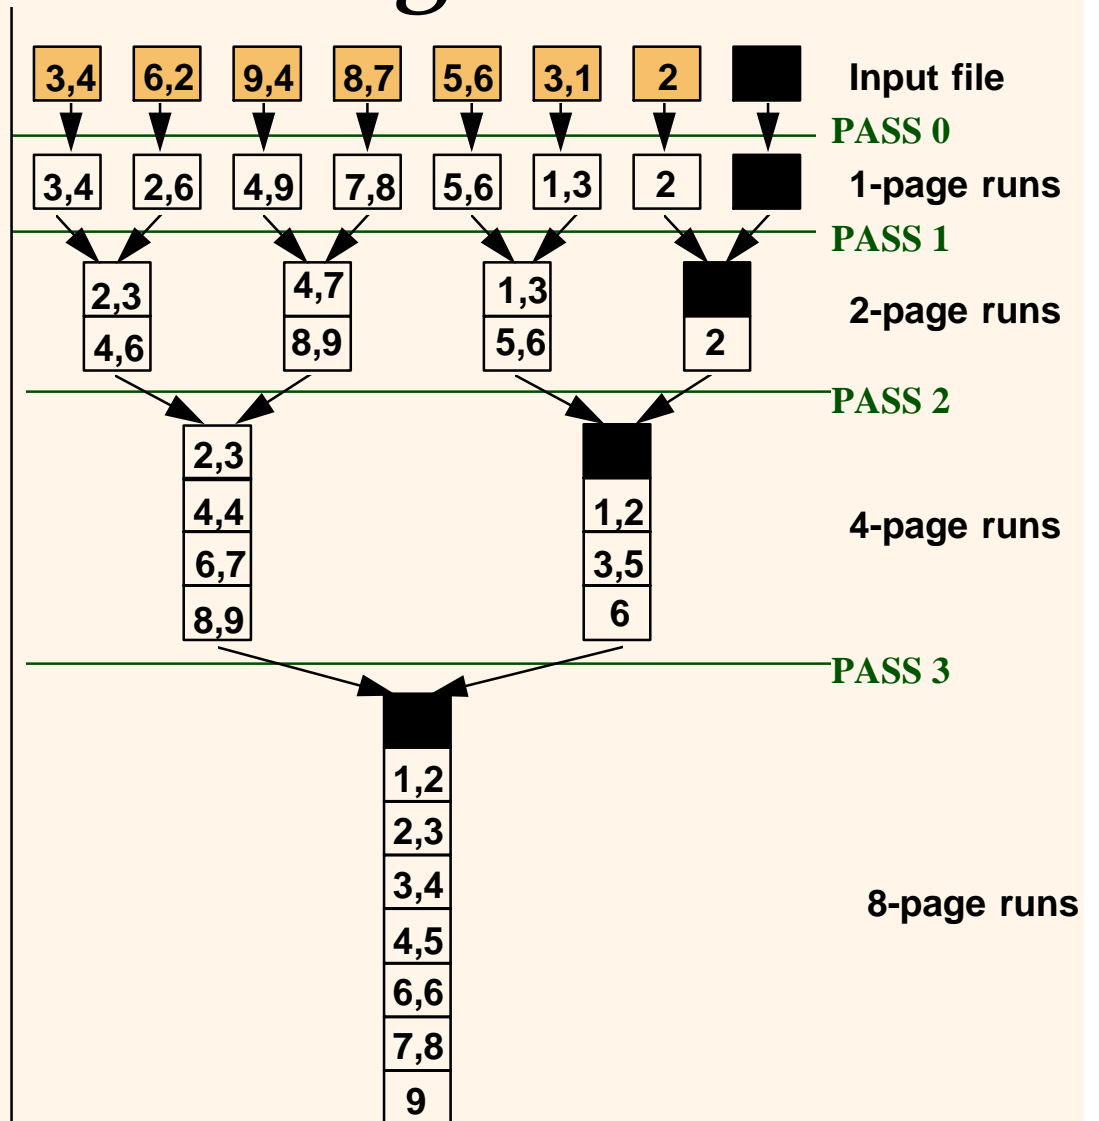 g
3,4 6,2 9,4 8,7 5,6 3,1 2 Input file
PASS 0
3,4 2,6 4,9 7,8 5,6 1,3 2 1-page runs
PASS 1
2,3 4,7 1,3
2-page runs
4,6 8,9 5,6 2
PASS 2
2,3
4,4 1,2
4-page runs
6,7 3,5
8,9 6
PASS 3
1,2
2,3
3,4
8-page runs
4,5
6,6
7,8
9